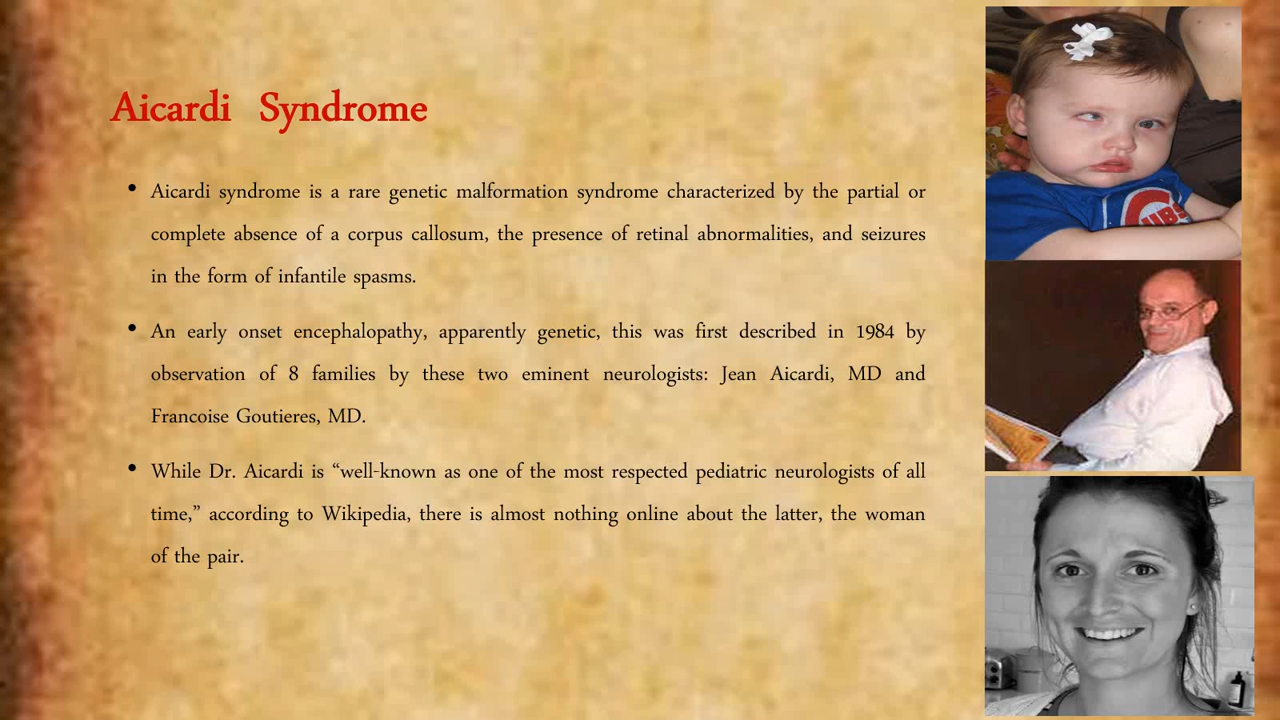 Aicardi Syndrome
• Aicardi syndrome is a rare genetic malformation syndrome characterized by the partial or
complete absence of a corpus callosum, the presence of retinal abnormalities, and seizures
in the form of infantile spasms.
• An early onset encephalopathy, apparently genetic, this was first described in 1984 by
observation of 8 families by these two eminent neurologists: Jean Aicardi, MD and
Francoise Goutieres, MD.
• While Dr. Aicardi is “well-known as one of the most respected pediatric neurologists of all
time,” according to Wikipedia, there is almost nothing online about the latter, the woman
of the pair.
CUBS